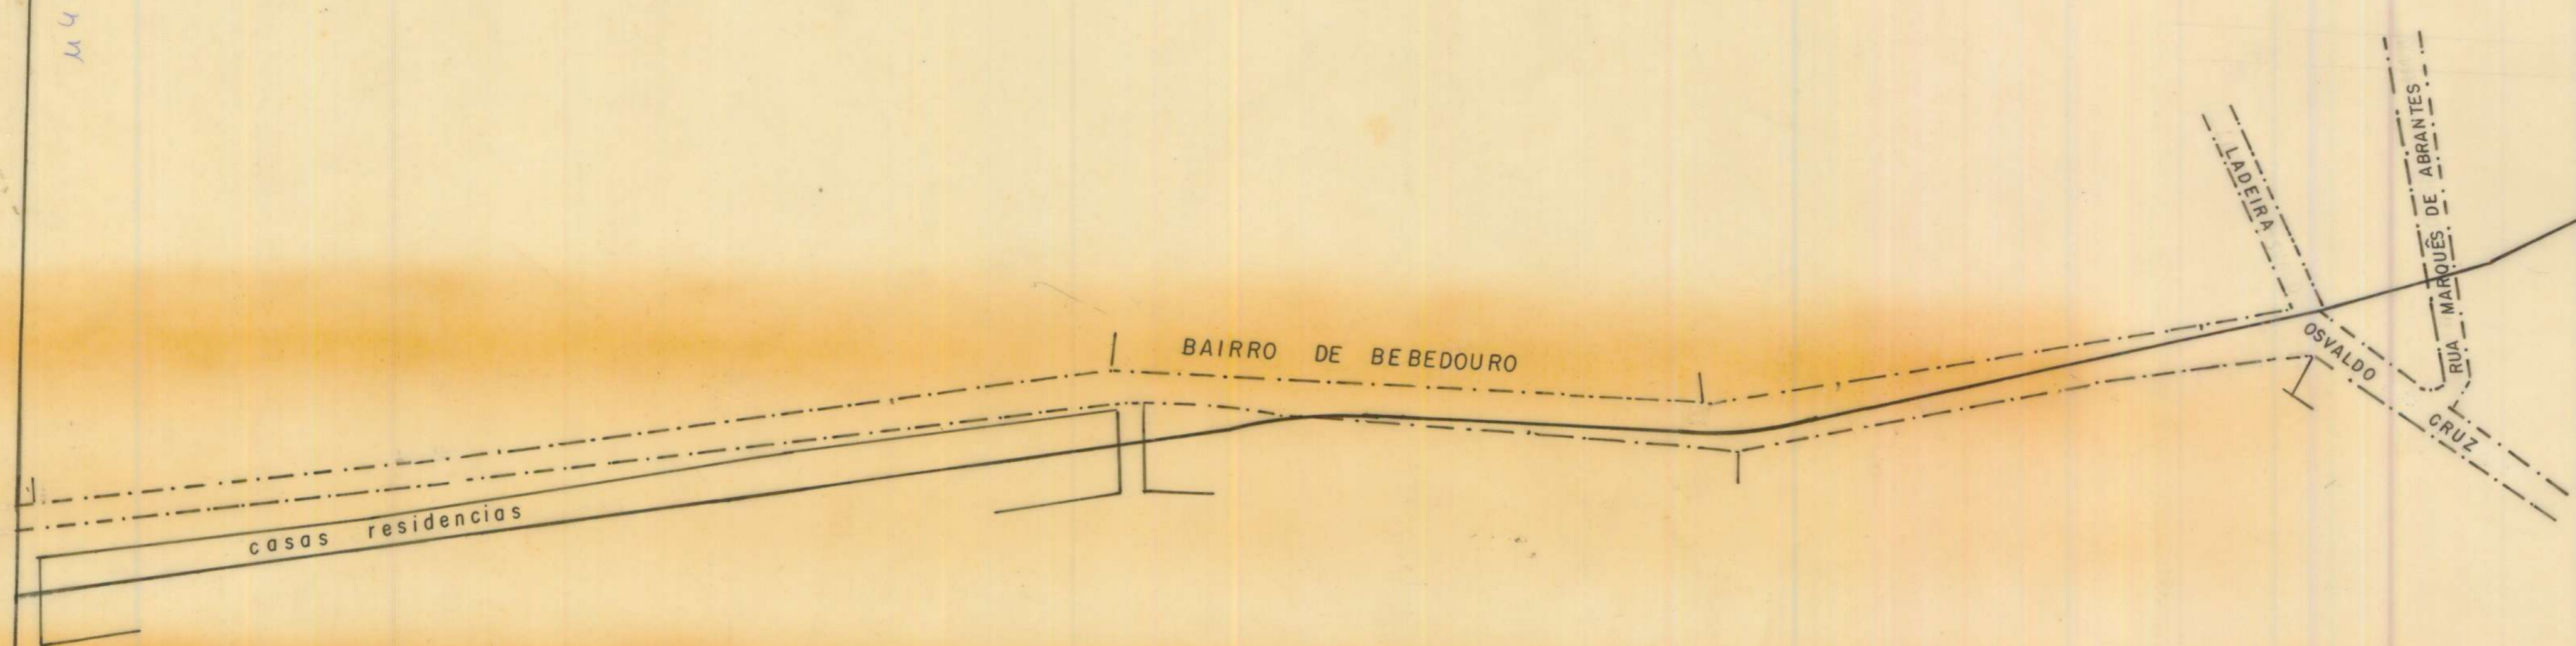 BAIRRO DE BEBEDOURO
casas residencias
LADEIRA
OSVALDO CRUZ
RUA MARQUÊS DE ABRANTES